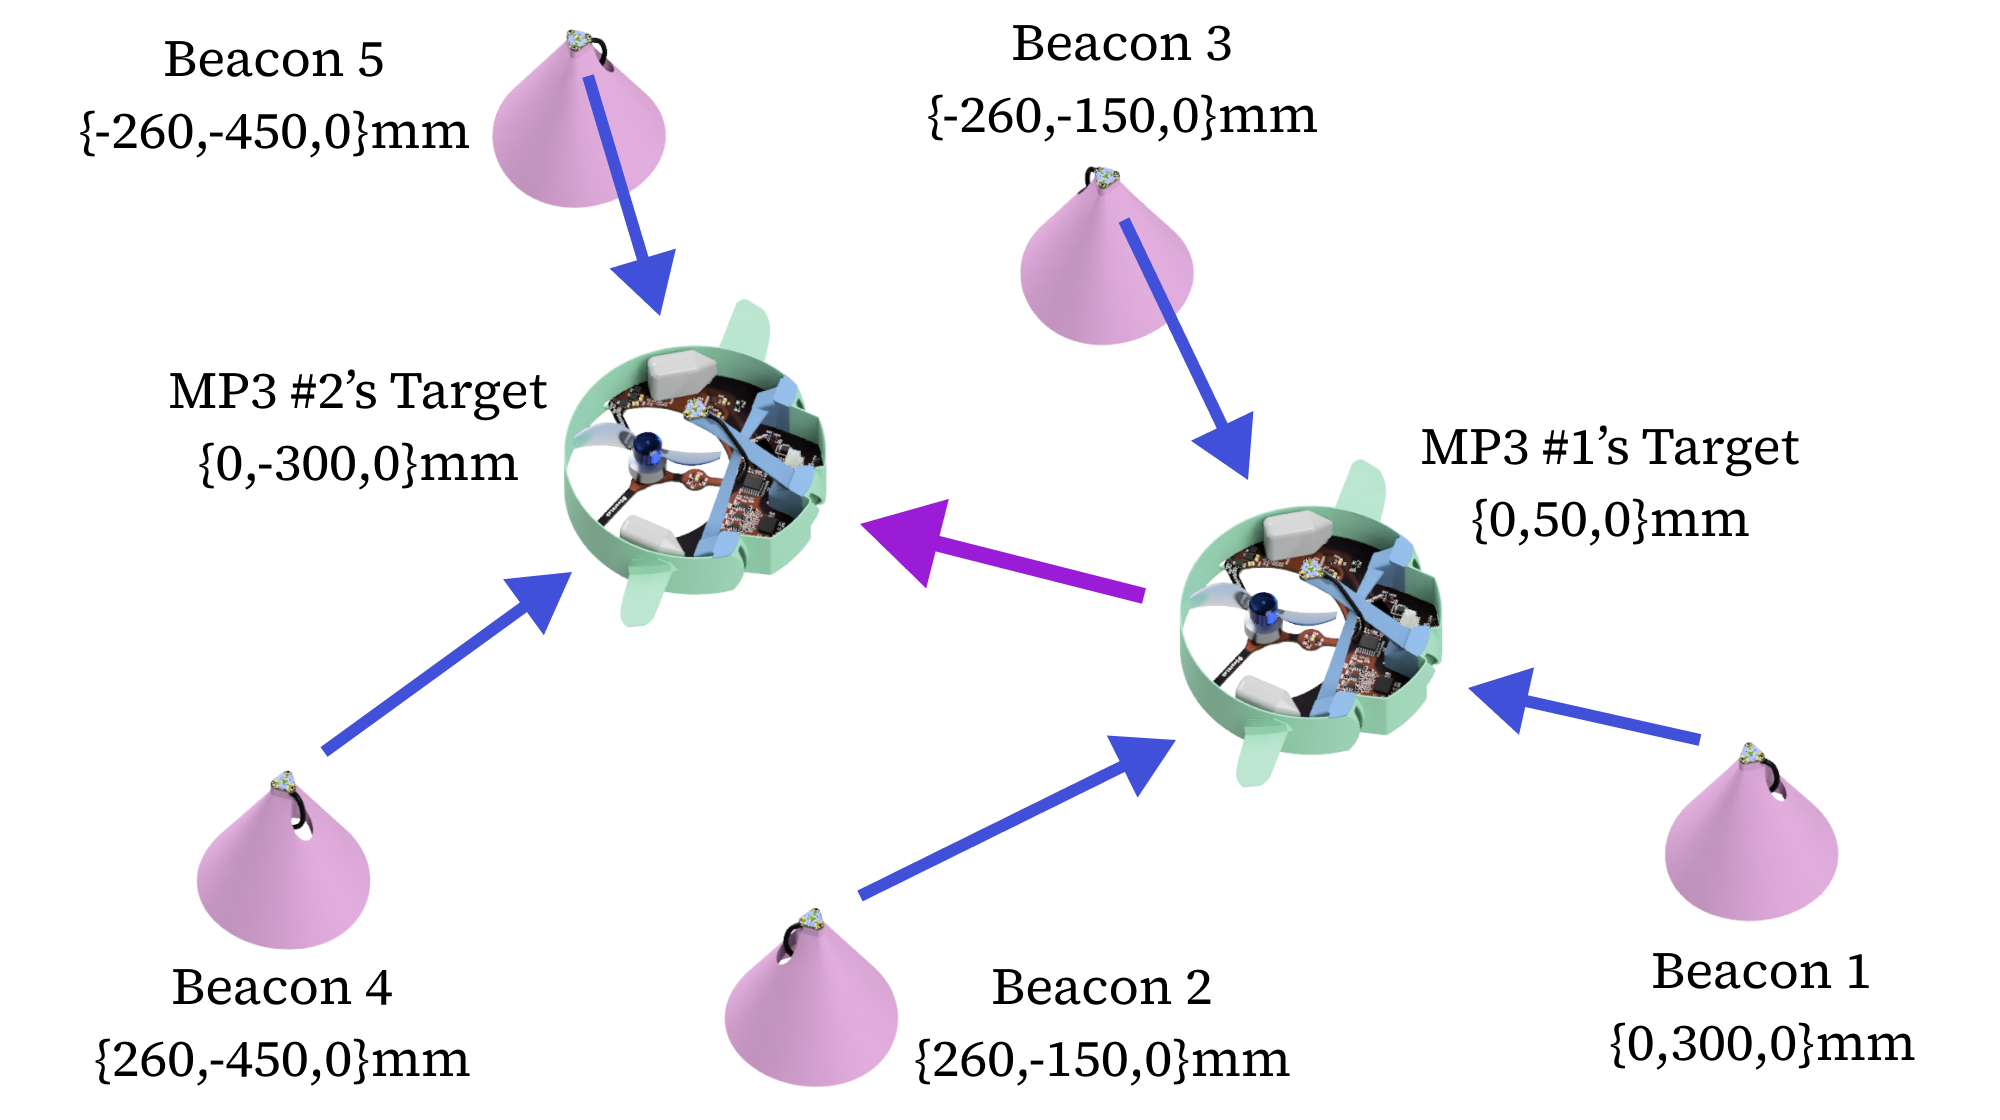 Beacon 5
{-260,-450,0}mm
Beacon 3
{-260,-150,0}mm
MP3 #2’s Target
{0,-300,0}mm
MP3 #1’s Target
{0,50,0}mm
Beacon 4
{260,-450,0}mm
Beacon 2
{260,-150,0}mm
Beacon 1
{0,300,0}mm